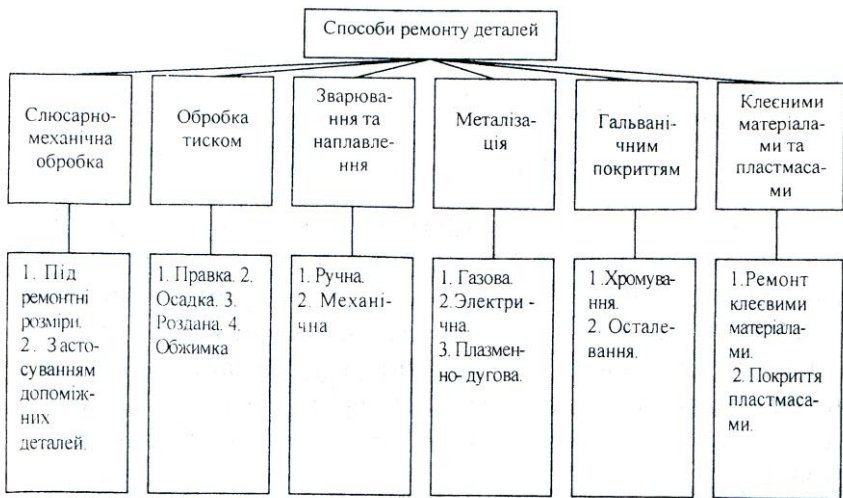 Способи ремонту деталей
Слюсарно-
механічна
обробка
Обробка
тиском
Зварюва-
ння та
наплавле-
ння
Металіза-
ція
Гальвані-
чним
покриттям
Клеєними
матеріала-
ми та
пластмаса-
ми
1. Під
ремонтні
розміри.
2. Засто-
суванням
допоміж-
них
деталей.
1. Правка. 2.
Осадка. 3.
Роздана. 4.
Обжимка
1. Ручна.
2. Механі-
чна
1. Газова.
2. Электри -
чна.
3. Плазмен-
но- дугова.
1.Хромува-
ння.
2. Осталe-
вання.
1.Ремонт
клеєвими
матеріала-
ми.
2. Покриття
пластмаса-
ми.